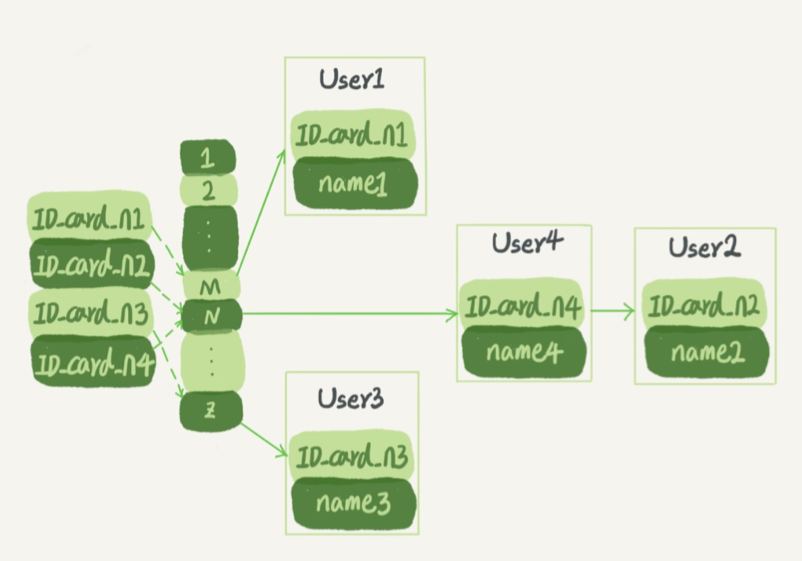 ID_card_n1
ID_card_n2
ID_card_n3
ID_card_n4
1
2
⋮
M
N
⋮
Z
User1
ID_card_n1
name1
User4
ID_card_n4
name4
User2
ID_card_n2
name2
User3
ID_card_n3
name3